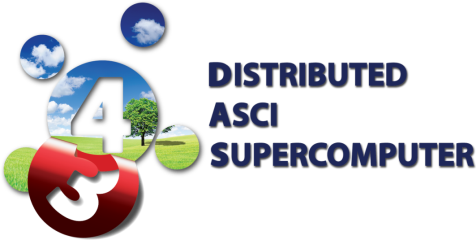 4
3
DISTRIBUTED
ASCI
SUPERCOMPUTER